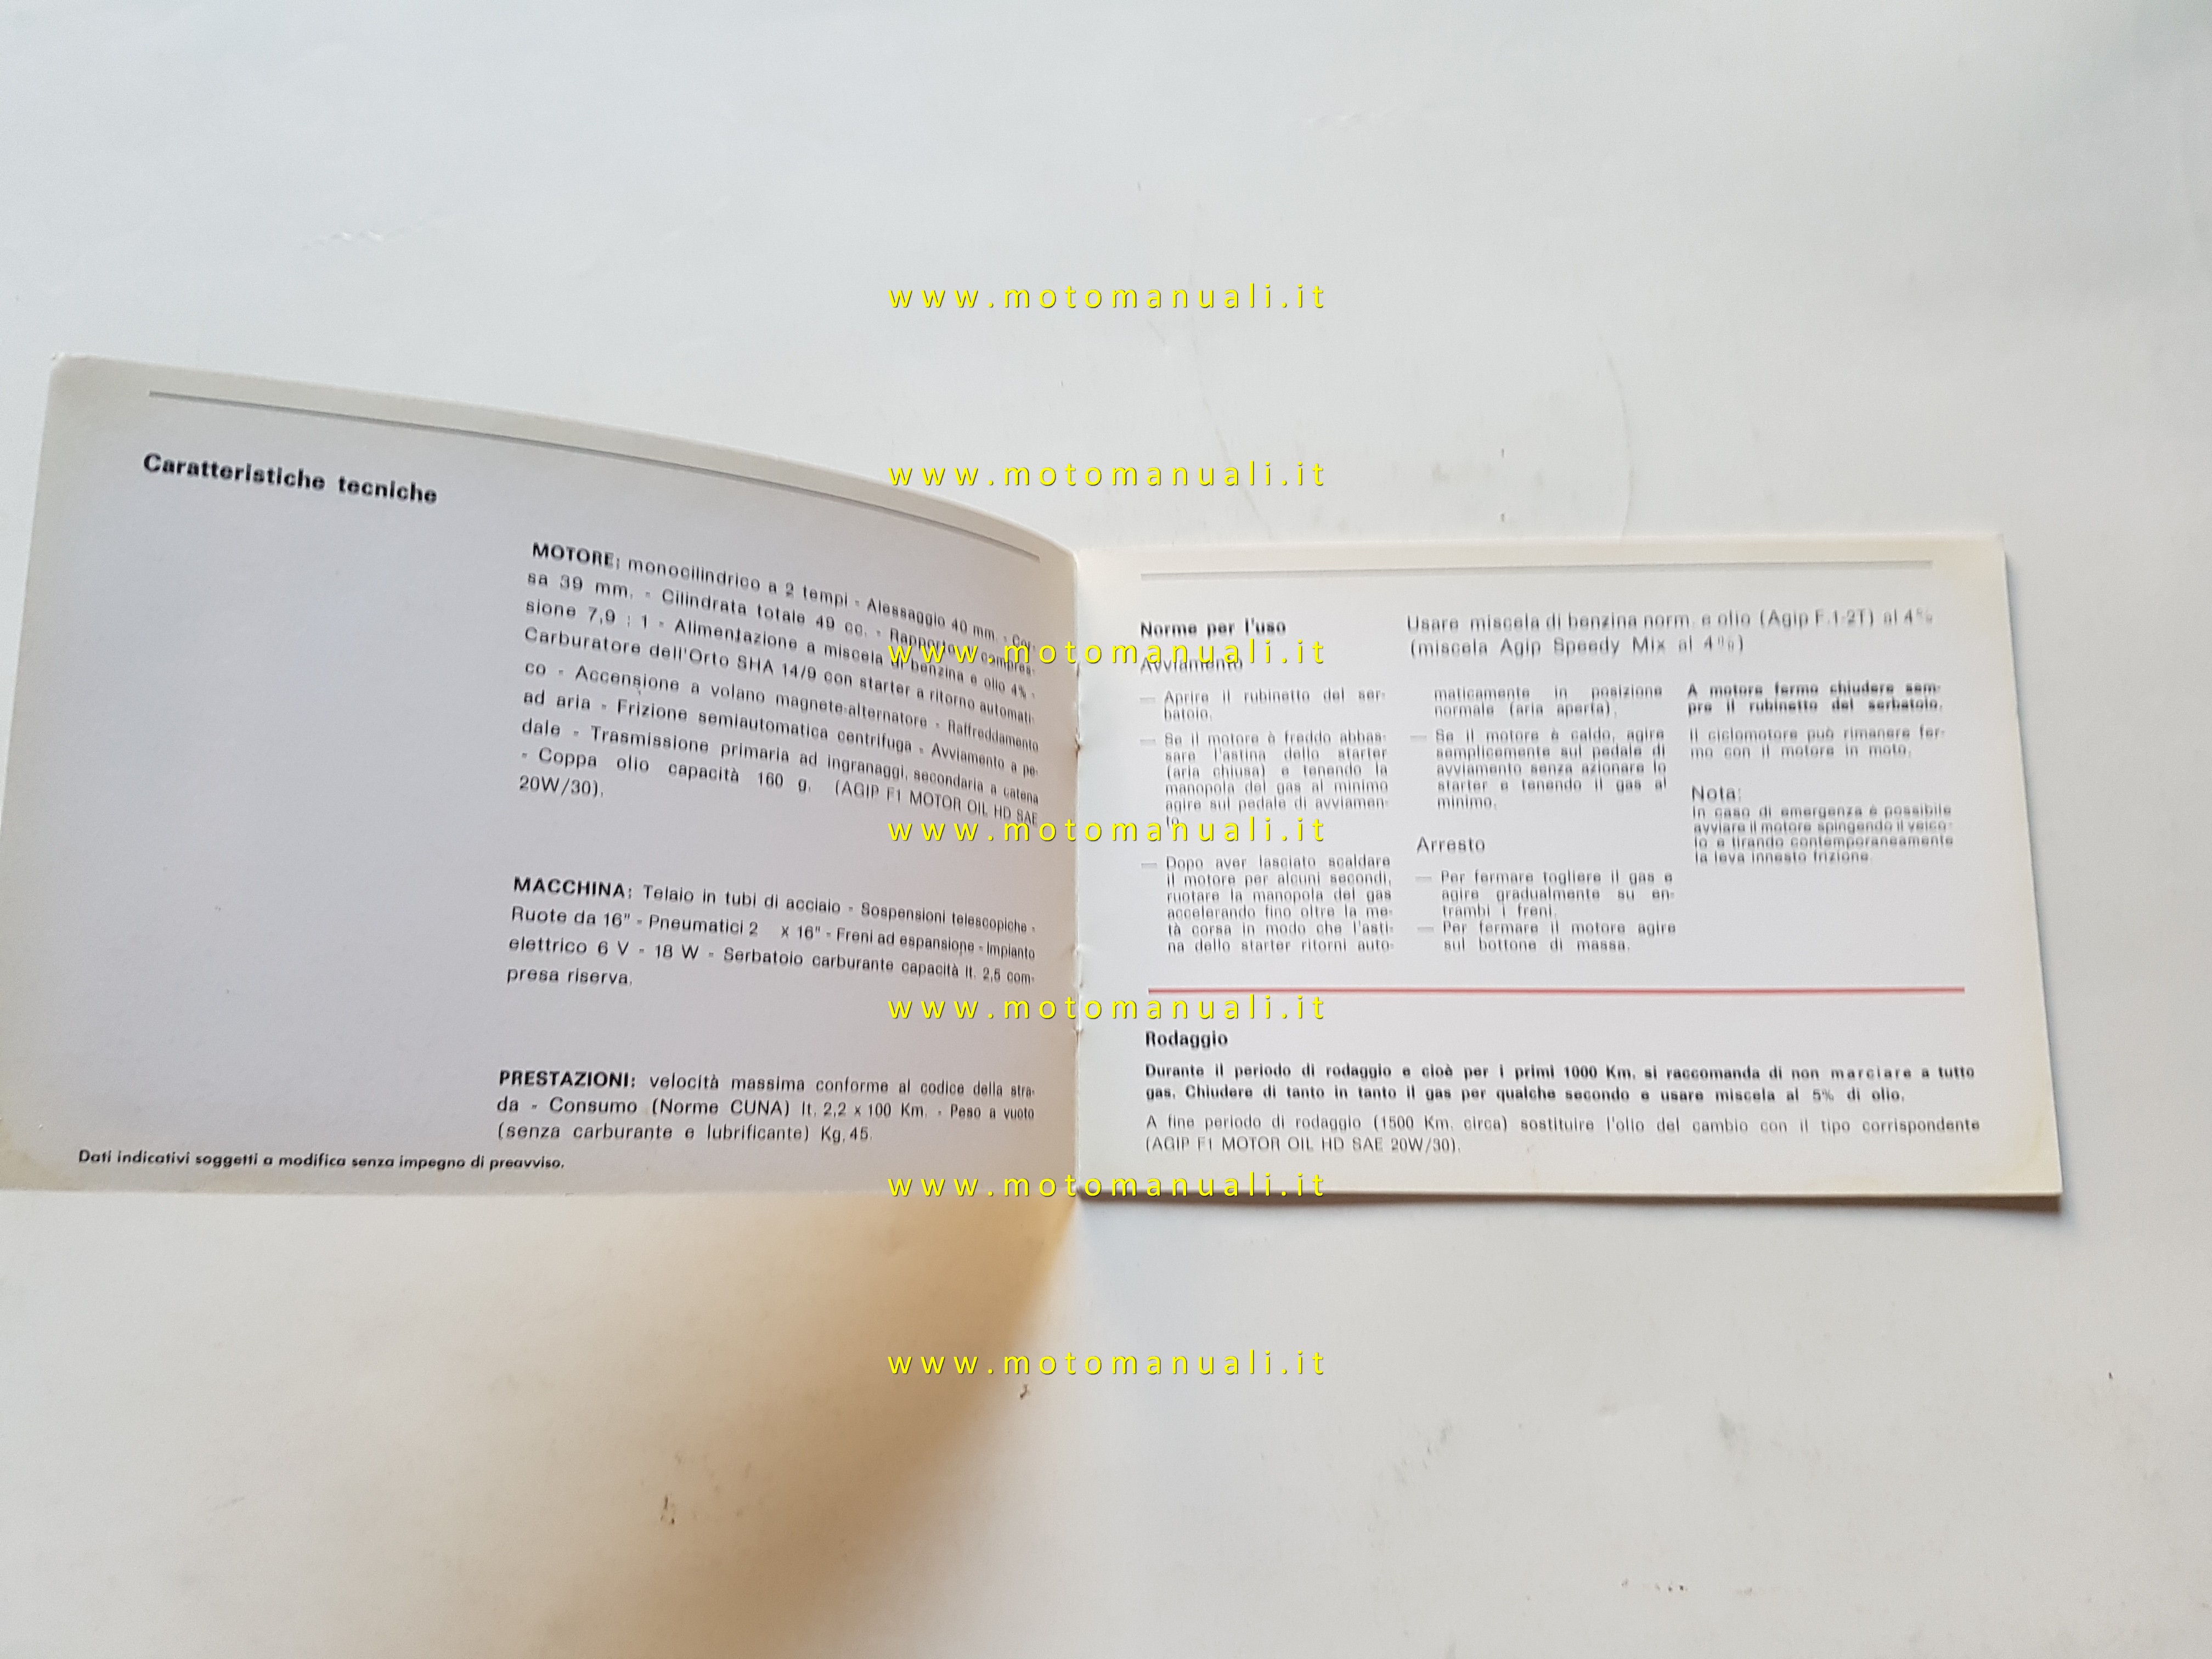 Caratteristiche tecniche
MOTORE: monocilindrico a 2 tempi - Alessaggio 40 mm. - Cor-
sa 39 mm. - Cilindrata totale 49 cc. - Rapporto compres-
sione 7,9 : 1 - Alimentazione a miscela di benzina e olio 4% -
Carburatore dell'Orto SHA 14/9 con starter a ritorno automati-
co - Accensione a volano magnete-alternatore - Raffreddamento
ad aria - Frizione semiautomatica centrifuga - Avviamento a pe-
dale - Trasmissione primaria ad ingranaggi, secondaria a catena
- Coppa olio capacità 160 g. (AGIP F1 MOTOR OIL HD SAE
20W/30).
MACCHINA: Telaio in tubi di acciaio - Sospensioni telescopiche -
Ruote da 16" - Pneumatici 2 x 16" - Freni ad espansione - Impianto
elettrico 6 V - 18 W - Serbatoio carburante capacità lt. 2,5 com-
presa riserva.
PRESTAZIONI: velocità massima conforme al codice della stra-
da - Consumo (Norme CUNA) lt. 2,2 x 100 Km. - Peso a vuoto
(senza carburante e lubrificante) Kg. 45.
Dati indicativi soggetti a modifica senza impegno di preavviso.
Norme per l'uso
Usare miscela di benzina norm. e olio (Agip F.1-2T) al 4%
(miscela Agip Speedy Mix al 4%)
Avviamento
— Aprire il rubinetto del ser-
batoio.
— Se il motore è freddo abbas-
sare l'astina dello starter
(aria chiusa) e tenendo la
manopola del gas al minimo
agire sul pedale di avviamen-
to.
— Dopo aver lasciato scaldare
il motore per alcuni secondi,
ruotare la manopola del gas
accelerando fino oltre la me-
tà corsa in modo che l'asti-
na dello starter ritorni auto-
maticamente in posizione
normale (aria aperta).
— Se il motore è caldo, agire
semplicemente sul pedale di
avviamento senza azionare lo
starter e tenendo il gas al
minimo.
Arresto
— Per fermare togliere il gas e
agire gradualmente su en-
trambi i freni.
— Per fermare il motore agire
sul bottone di massa.
A motore fermo chiudere sem-
pre il rubinetto del serbatoio.
Il ciclomotore può rimanere fer-
mo con il motore in moto.
Nota:
In caso di emergenza è possibile
avviare il motore spingendo il veico-
lo e tirando contemporaneamente
la leva innesto frizione.
Rodaggio
Durante il periodo di rodaggio e cioè per i primi 1000 Km. si raccomanda di non marciare a tutto
gas. Chiudere di tanto in tanto il gas per qualche secondo e usare miscela al 5% di olio.
A fine periodo di rodaggio (1500 Km. circa) sostituire l'olio del cambio con il tipo corrispondente
(AGIP F1 MOTOR OIL HD SAE 20W/30).
www.motomanuali.it
www.motomanuali.it
www.motomanuali.it
www.motomanuali.it
www.motomanuali.it
www.motomanuali.it
www.motomanuali.it